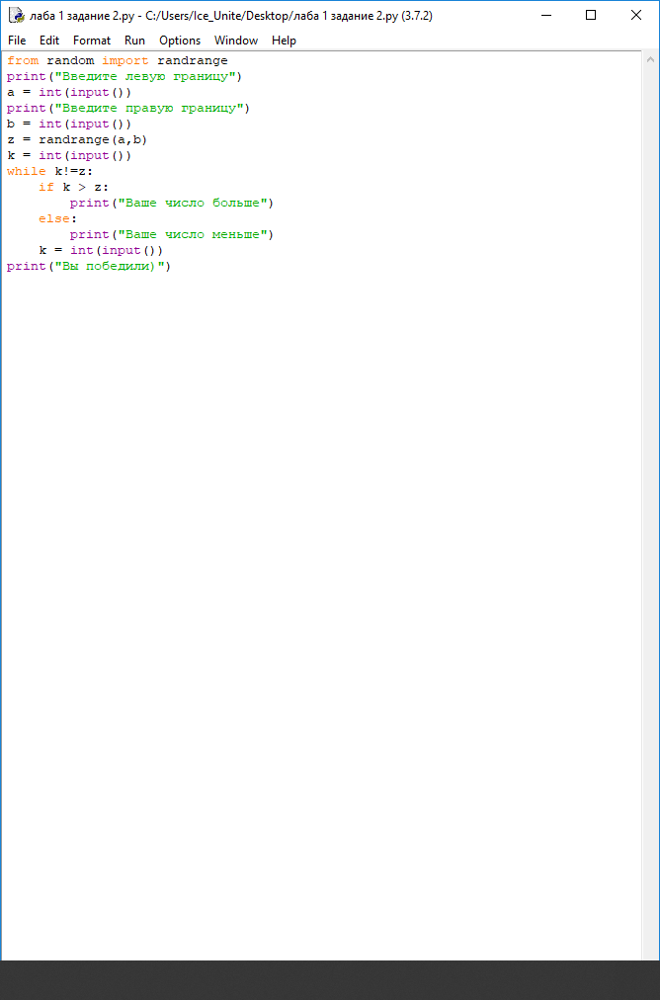 лаба 1 задание 2.py - C:/Users/Ice_Unite/Desktop/лаба 1 задание 2.py (3.7.2)
File Edit Format Run Options Window Help
from random import randrange
print("Введите левую границу")
a = int(input())
print("Введите правую границу")
b = int(input())
z = randrange(a,b)
k = int(input())
while k!=z:
    if k > z:
        print("Ваше число больше")
    else:
        print("Ваше число меньше")
    k = int(input())
print("Вы победили)")